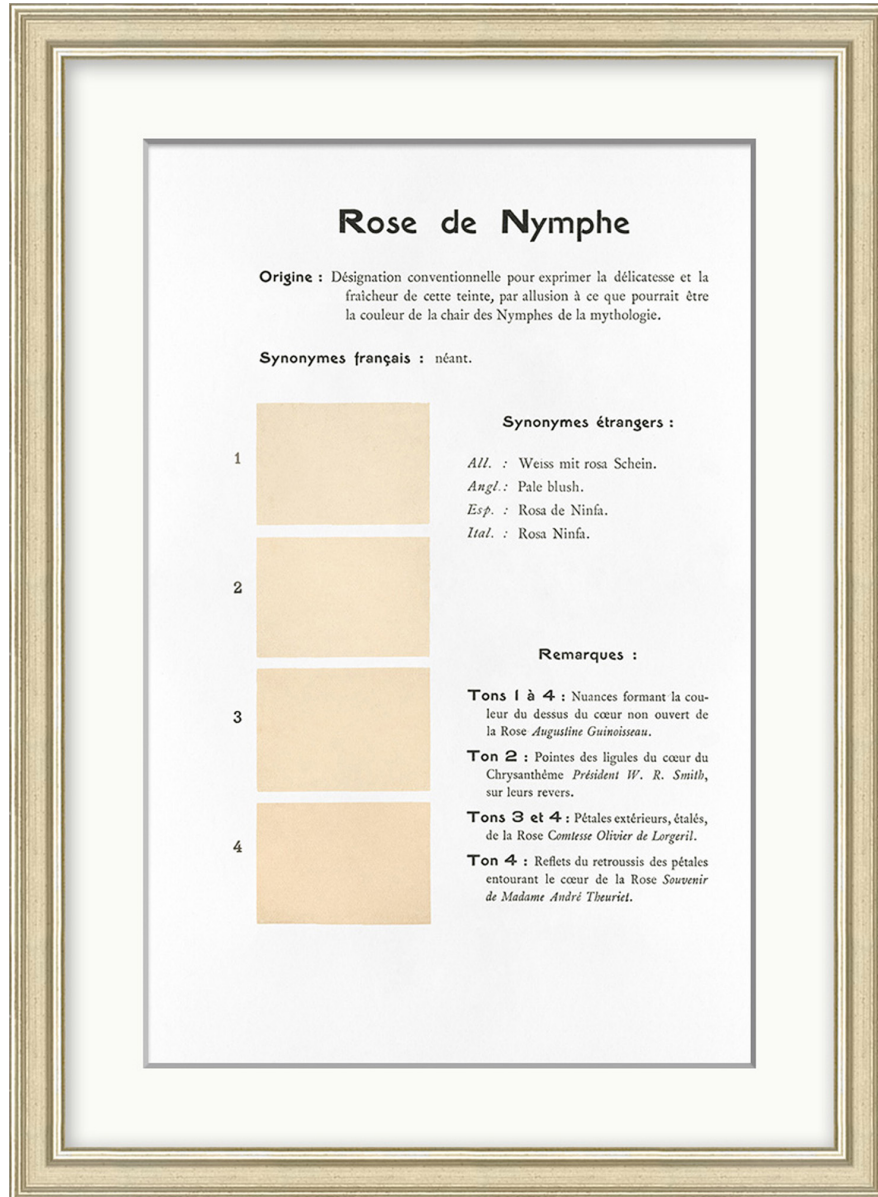 Rose de Nymphe
Origine : Désignation conventionnelle pour exprimer la délicatesse et la
fraîcheur de cette teinte, par allusion à ce que pourrait être
la couleur de la chair des Nymphes de la mythologie.
Synonymes français : néant.
1
2
3
4
Synonymes étrangers :
All. : Weiss mit rosa Schein.
Angl.: Pale blush.
Esp. : Rosa de Ninfa.
Ital. : Rosa Ninfa.
Remarques :
Tons 1 à 4 : Nuances formant la cou-
leur du dessus du cœur non ouvert de
la Rose Augustine Guinoisseau.
Ton 2 : Pointes des ligules du cœur du
Chrysanthême Président W. R. Smith,
sur leurs revers.
Tons 3 et 4 : Pétales extérieurs, étalés,
de la Rose Comtesse Olivier de Lorgeril.
Ton 4 : Reflets du retroussis des pétales
entourant le cœur de la Rose Souvenir
de Madame André Theuriet.